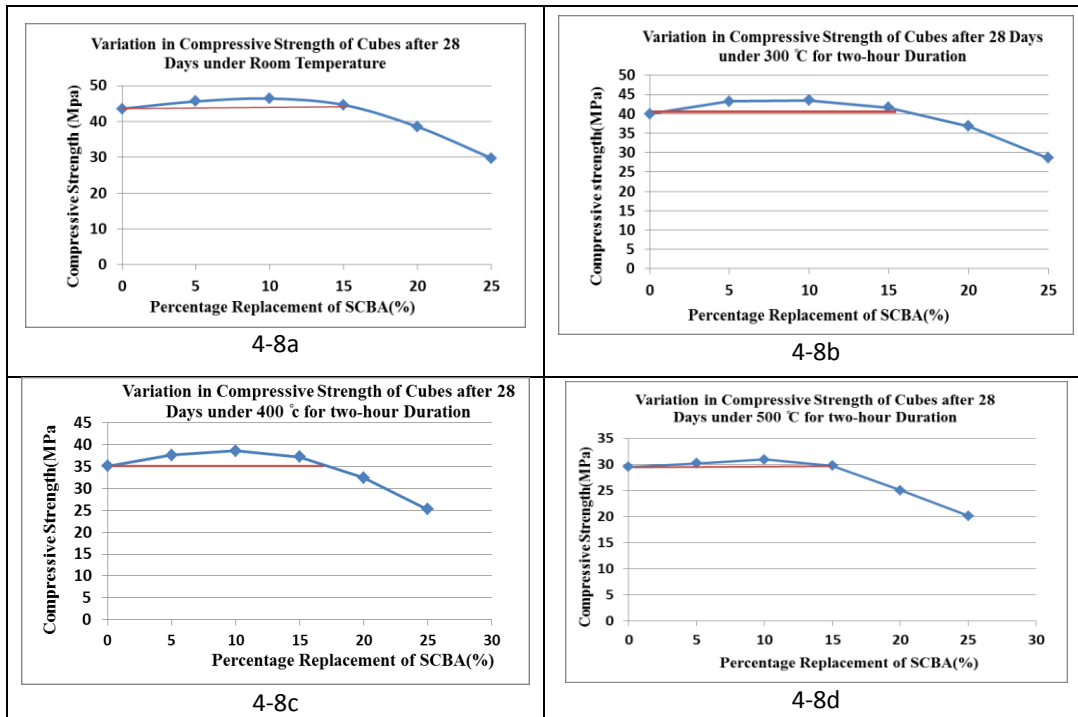 Variation in Compressive Strength of Cubes after 28
Days under Room Temperature
Compressive Strength (Mpa)
50
40
30
20
10
0
0 5 10 15 20 25
Percentage Replacement of SCBA(%)
4-8a
Variation in Compressive Strength of Cubes after 28 Days
under 300 ℃ for two-hour Duration
Compressive strength(MPa)
50
45
40
35
30
25
20
15
10
5
0
0 5 10 15 20 25
Percentage Replacement of SCBA(%)
4-8b
Variation in Compressive Strength of Cubes after 28
Days under 400 °c for two-hour Duration
Compressive Strength(MPa
45
40
35
30
25
20
15
10
5
0
0 5 10 15 20 25 30
Percentage Replacement of SCBA(%)
4-8c
Variation in Compressive Strength of Cubes after 28
Days under 500 ℃ for two-hour Duration
Compressive Strength(MPa)
35
30
25
20
15
10
5
0
0 5 10 15 20 25 30
Percentage Replacement of SCBA(%)
4-8d